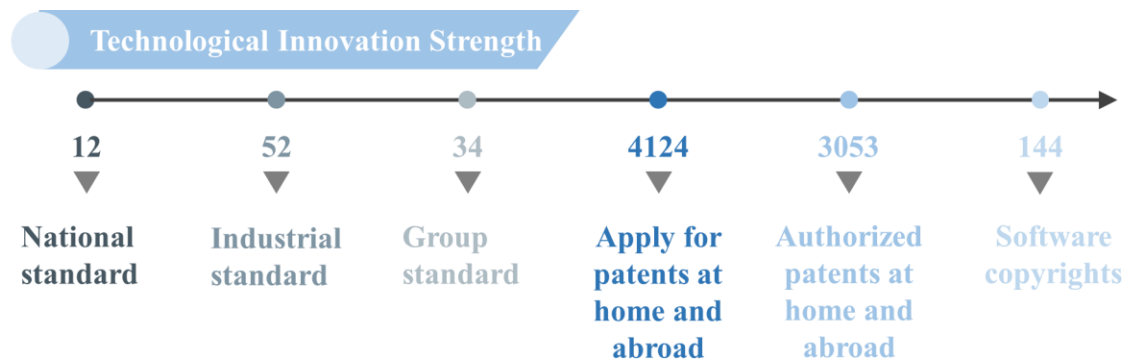 Technological Innovation Strength
12
52
34
4124
3053
144
National
standard
Industrial
standard
Group
standard
Apply for
patents at
home and
abroad
Authorized
patents at
home and
abroad
Software
copyrights